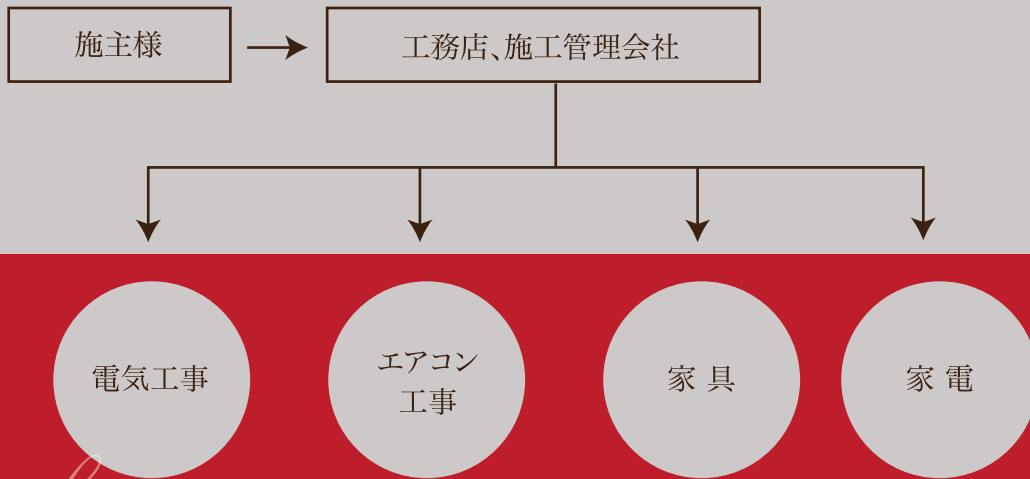 施主様
工務店、施工管理会社
電気工事
エアコン
工事
家具
家電